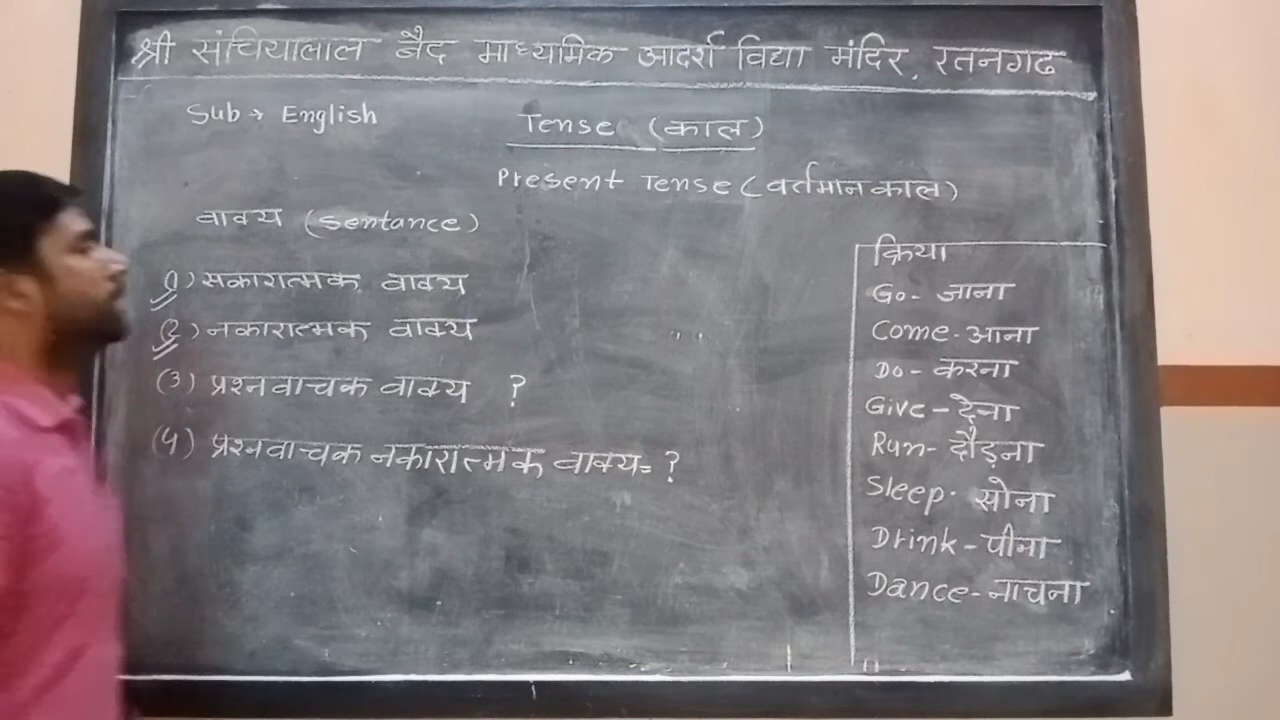 श्री संचियालाल बैद माध्यमिक आदर्श विद्या मंदिर, रतनगढ
Sub → English
Tense (काल)
Present Tense (वर्तमान काल)
वाक्य (Sentance)
1) सकारात्मक वाक्य
2) नकारात्मक वाक्य
(3) प्रश्नवाचक वाक्य ?
(4) प्रश्नवाचक नकारात्मक वाक्य= ?
क्रिया
Go- जाना
Come- आना
Do- करना
Give- देना
Run- दौड़ना
Sleep- सोना
Drink- पीना
Dance- नाचना